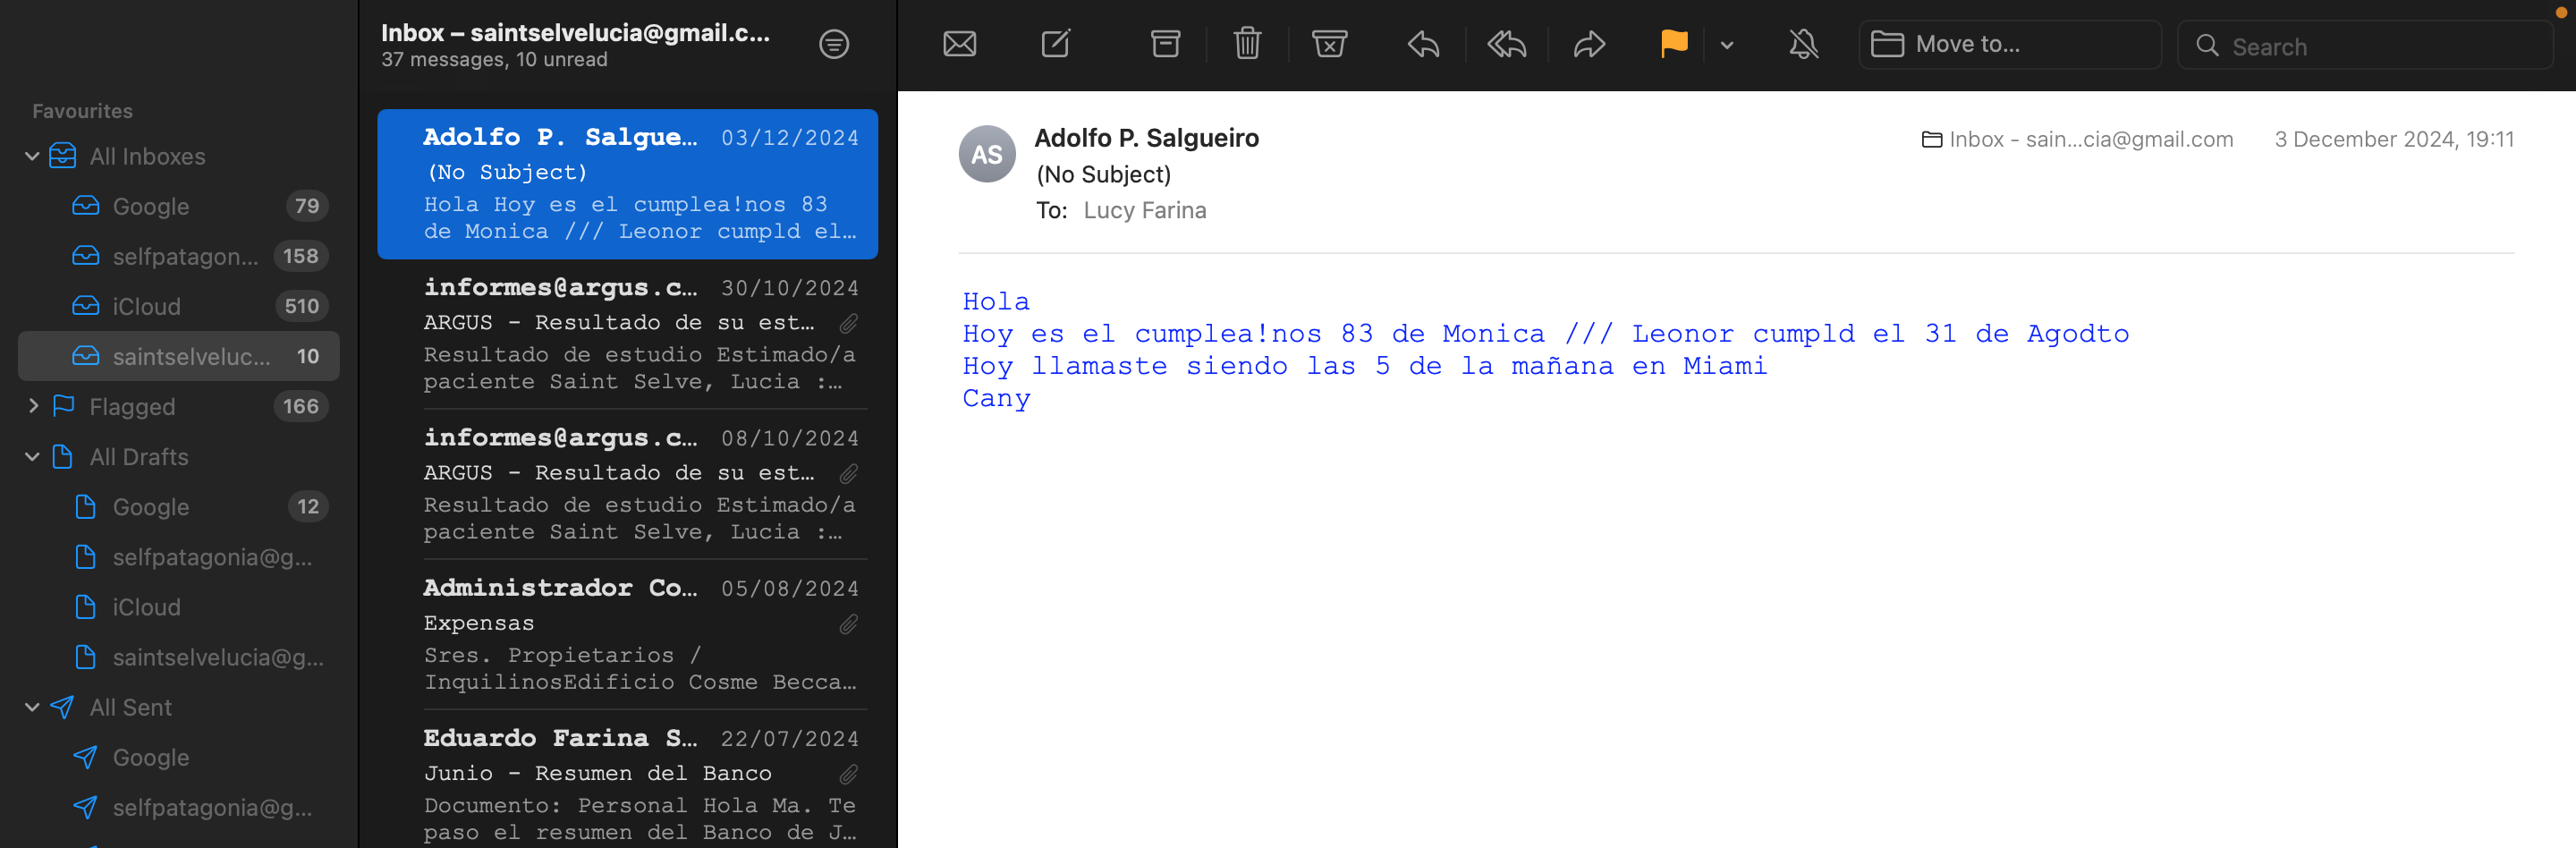 Favourites
All Inboxes
Google 79
selfpatagon... 158
iCloud 510
saintselveluc... 10
Flagged 166
All Drafts
Google 12
selfpatagonia@g...
iCloud
saintselvelucia@g...
All Sent
Google
selfpatagonia@g...
Inbox – saintselvelucia@gmail.c...
37 messages, 10 unread
Adolfo P. Salgue... 03/12/2024
(No Subject)
Hola Hoy es el cumplea!nos 83
de Monica /// Leonor cumpld el...
informes@argus.c... 30/10/2024
ARGUS - Resultado de su est...
Resultado de estudio Estimado/a
paciente Saint Selve, Lucia :...
informes@argus.c... 08/10/2024
ARGUS - Resultado de su est...
Resultado de estudio Estimado/a
paciente Saint Selve, Lucia :...
Administrador Co... 05/08/2024
Expensas
Sres. Propietarios /
InquilinosEdificio Cosme Becca...
Eduardo Farina S... 22/07/2024
Junio - Resumen del Banco
Documento: Personal Hola Ma. Te
paso el resumen del Banco de J...
Move to...
Search
AS
Adolfo P. Salgueiro
Inbox - sain...cia@gmail.com 3 December 2024, 19:11
(No Subject)
To: Lucy Farina
Hola
Hoy es el cumplea!nos 83 de Monica /// Leonor cumpld el 31 de Agodto
Hoy llamaste siendo las 5 de la mañana en Miami
Cany